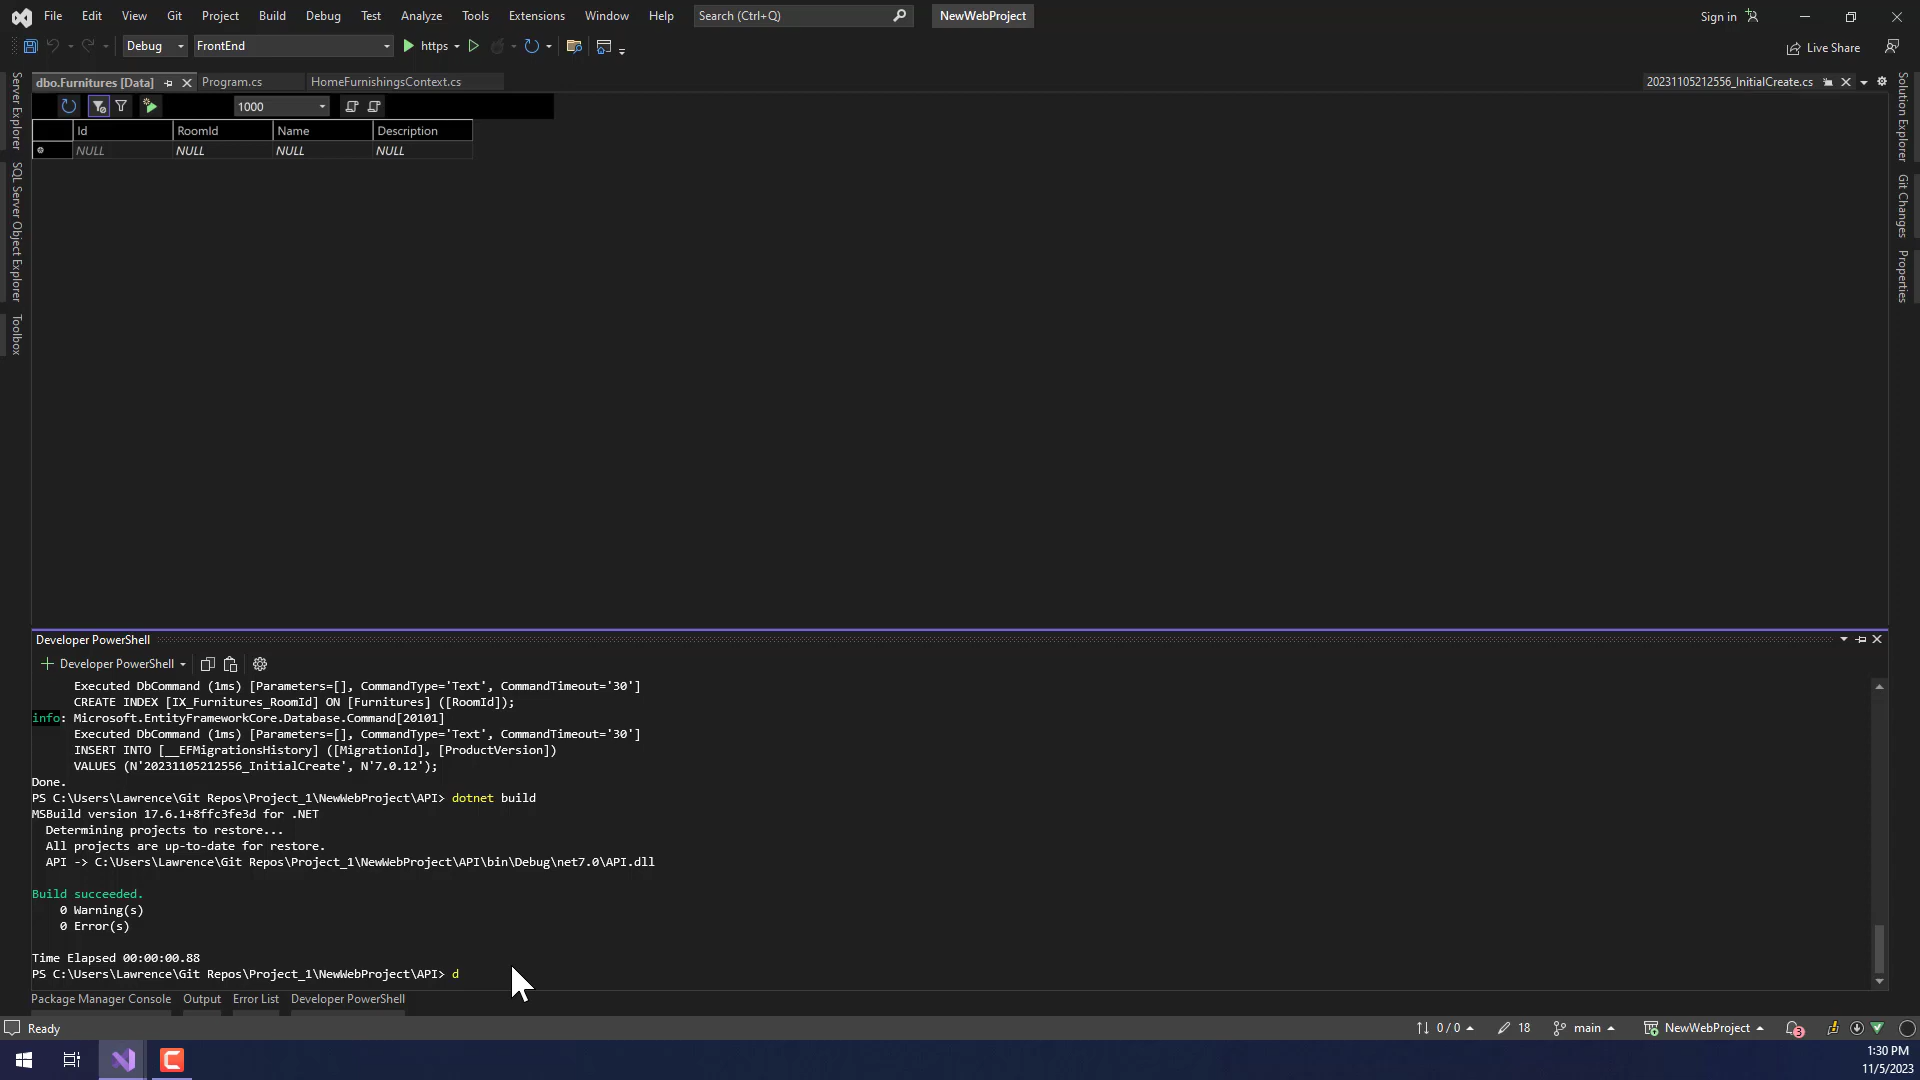 File Edit View Git Project Build Debug Test Analyze Tools Extensions Window Help Search (Ctrl+Q) NewWebProject Sign in
Debug FrontEnd https Live Share
dbo.Furnitures [Data] Program.cs HomeFurnishingsContext.cs 20231105212556_InitialCreate.cs
1000
Id RoomId Name Description
NULL NULL NULL NULL
Server Explorer
SQL Server Object Explorer
Toolbox
Solution Explorer
Git Changes
Properties
Developer PowerShell
Developer PowerShell
Executed DbCommand (1ms) [Parameters=[], CommandType='Text', CommandTimeout='30']
CREATE INDEX [IX_Furnitures_RoomId] ON [Furnitures] ([RoomId]);
info: Microsoft.EntityFrameworkCore.Database.Command[20101]
Executed DbCommand (1ms) [Parameters=[], CommandType='Text', CommandTimeout='30']
INSERT INTO [__EFMigrationsHistory] ([MigrationId], [ProductVersion])
VALUES (N'20231105212556_InitialCreate', N'7.0.12');
Done.
PS C:\Users\Lawrence\Git Repos\Project_1\NewWebProject\API> dotnet build
MSBuild version 17.6.1+8ffc3fe3d for .NET
Determining projects to restore...
All projects are up-to-date for restore.
API -> C:\Users\Lawrence\Git Repos\Project_1\NewWebProject\API\bin\Debug\net7.0\API.dll
Build succeeded.
0 Warning(s)
0 Error(s)
Time Elapsed 00:00:00.88
PS C:\Users\Lawrence\Git Repos\Project_1\NewWebProject\API> d
Package Manager Console Output Error List Developer PowerShell
Ready 0 / 0 18 main NewWebProject 3
1:30 PM
11/5/2023